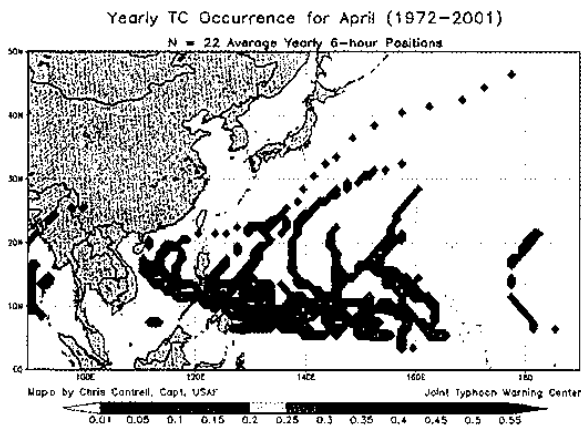 Yearly TC Occurrence for April (1972-2001)
N = 22 Average Yearly 6-hour Positions
50N
40N
30N
20N
10N
EQ
100E 120E 140E 160E 180
Maps by Chris Cantrell, Capt, USAF Joint Typhoon Warning Center
0.01 0.05 0.1 0.15 0.2 0.25 0.3 0.35 0.4 0.45 0.5 0.55